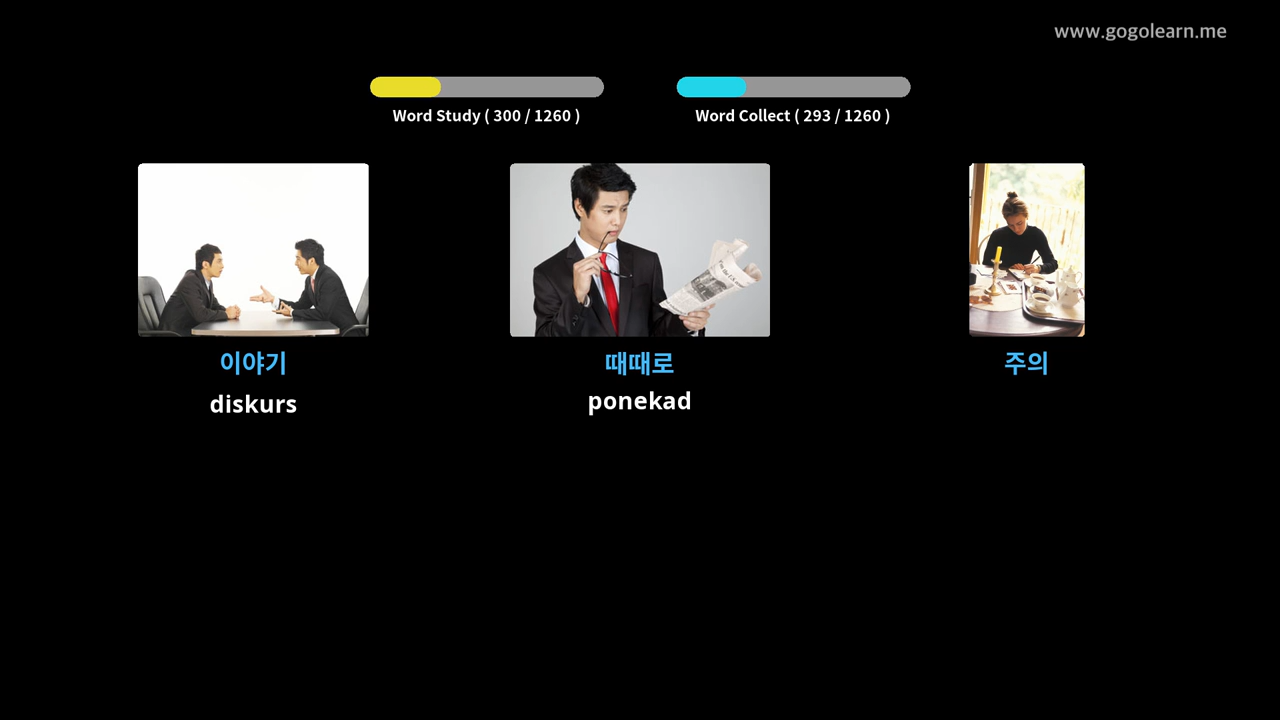 www.gogolearn.me
Word Study ( 300 / 1260 )
Word Collect ( 293 / 1260 )
이야기
diskurs
때때로
ponekad
주의